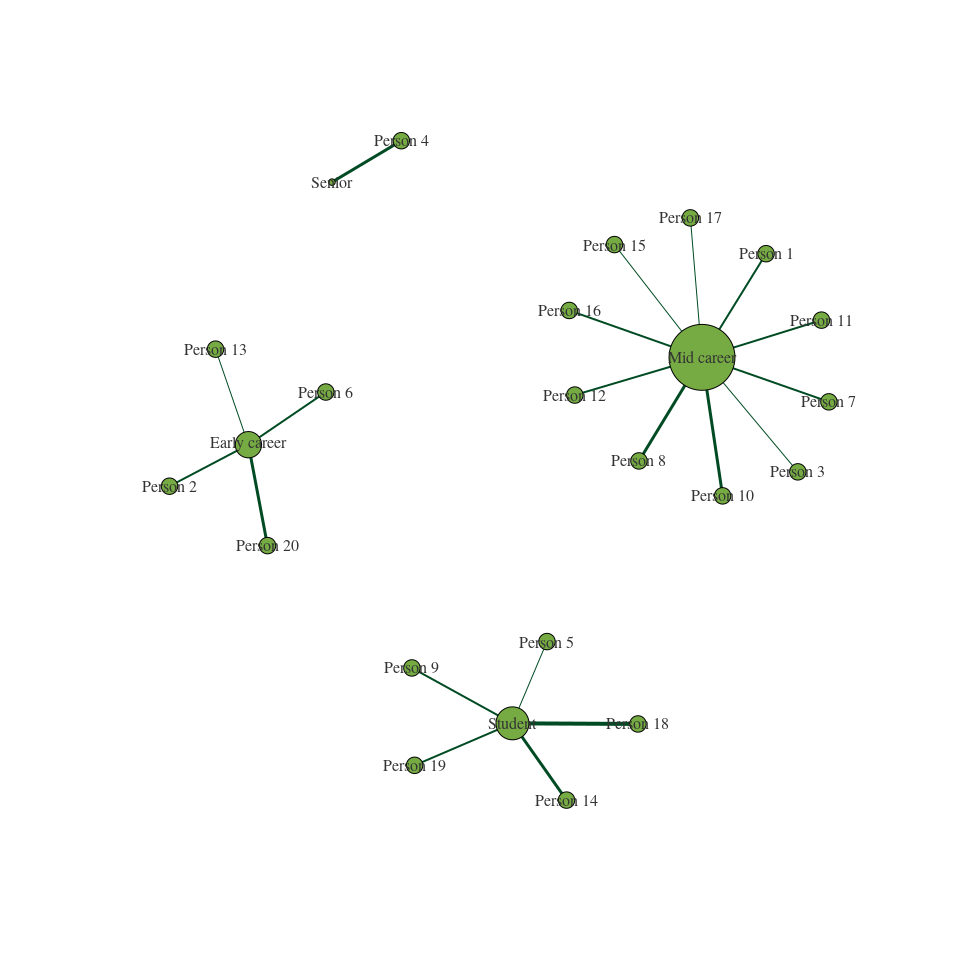 Person 4
Senior
Person 17
Person 15
Person 1
Person 16
Person 11
Mid career
Person 12
Person 7
Person 8
Person 3
Person 10
Person 13
Person 6
Early career
Person 2
Person 20
Person 5
Person 9
Student
Person 18
Person 19
Person 14